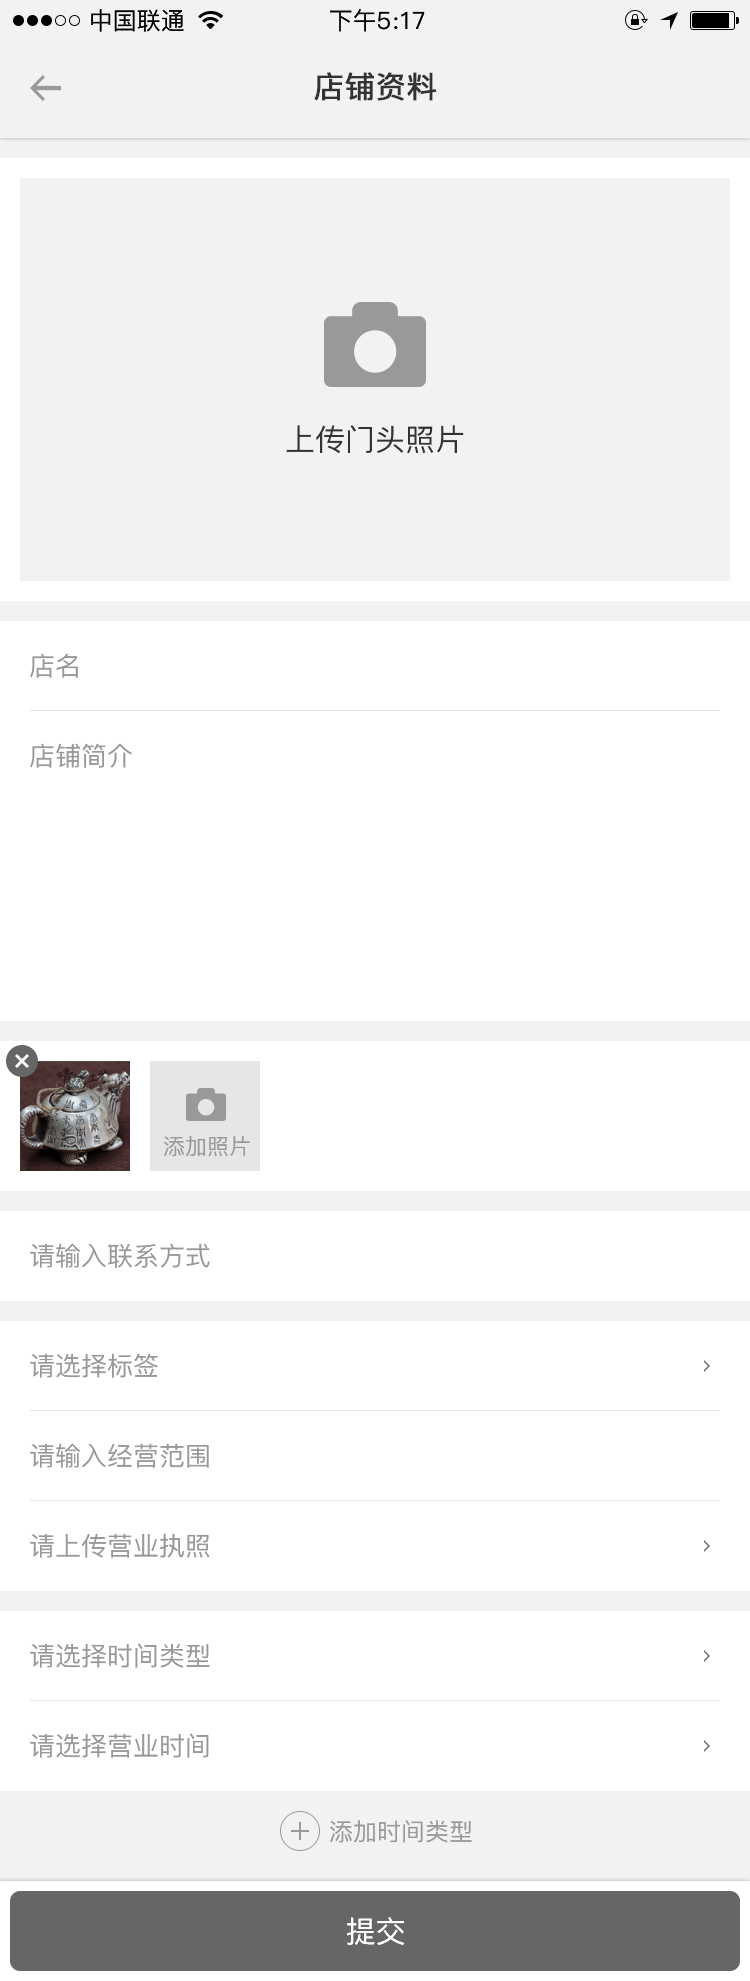 中国联通
下午5:17
店铺资料
上传门头照片
店名
店铺简介
添加照片
请输入联系方式
请选择标签
请输入经营范围
请上传营业执照
请选择时间类型
请选择营业时间
添加时间类型
提交